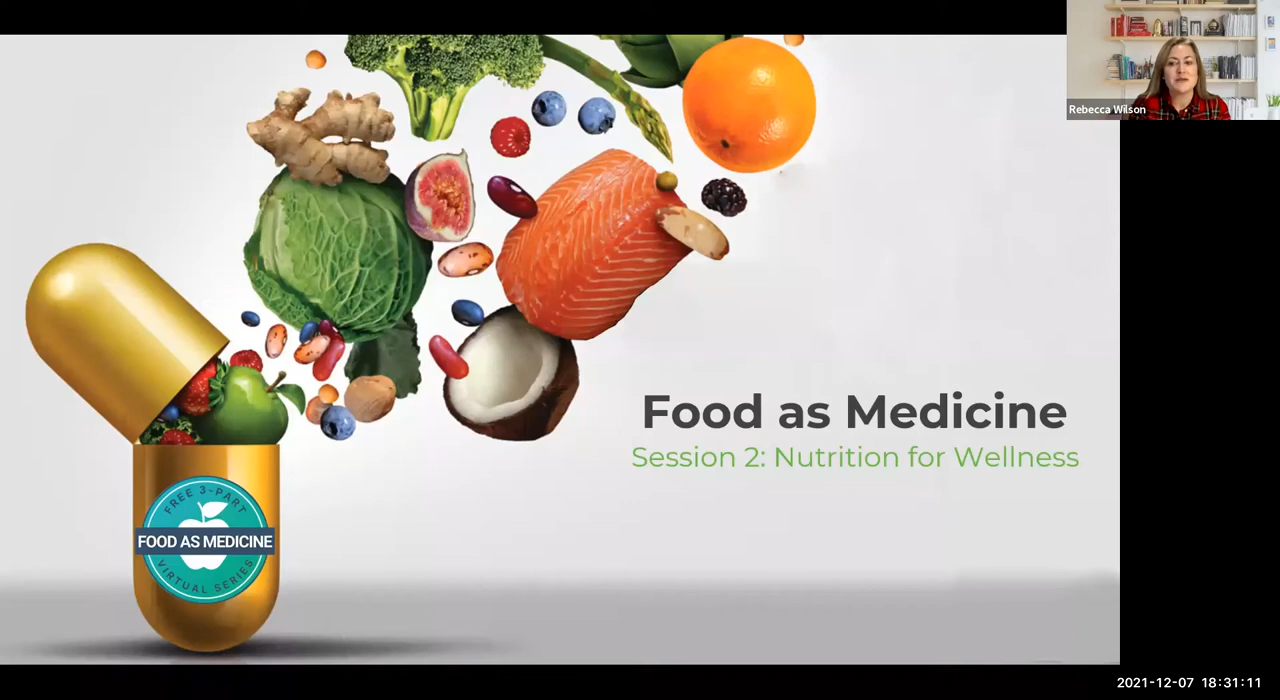 Rebecca Wilson
Food as Medicine
Session 2: Nutrition for Wellness
FREE 3-PART
FOOD AS MEDICINE
VIRTUAL SERIES
2021-12-07 18:31:11